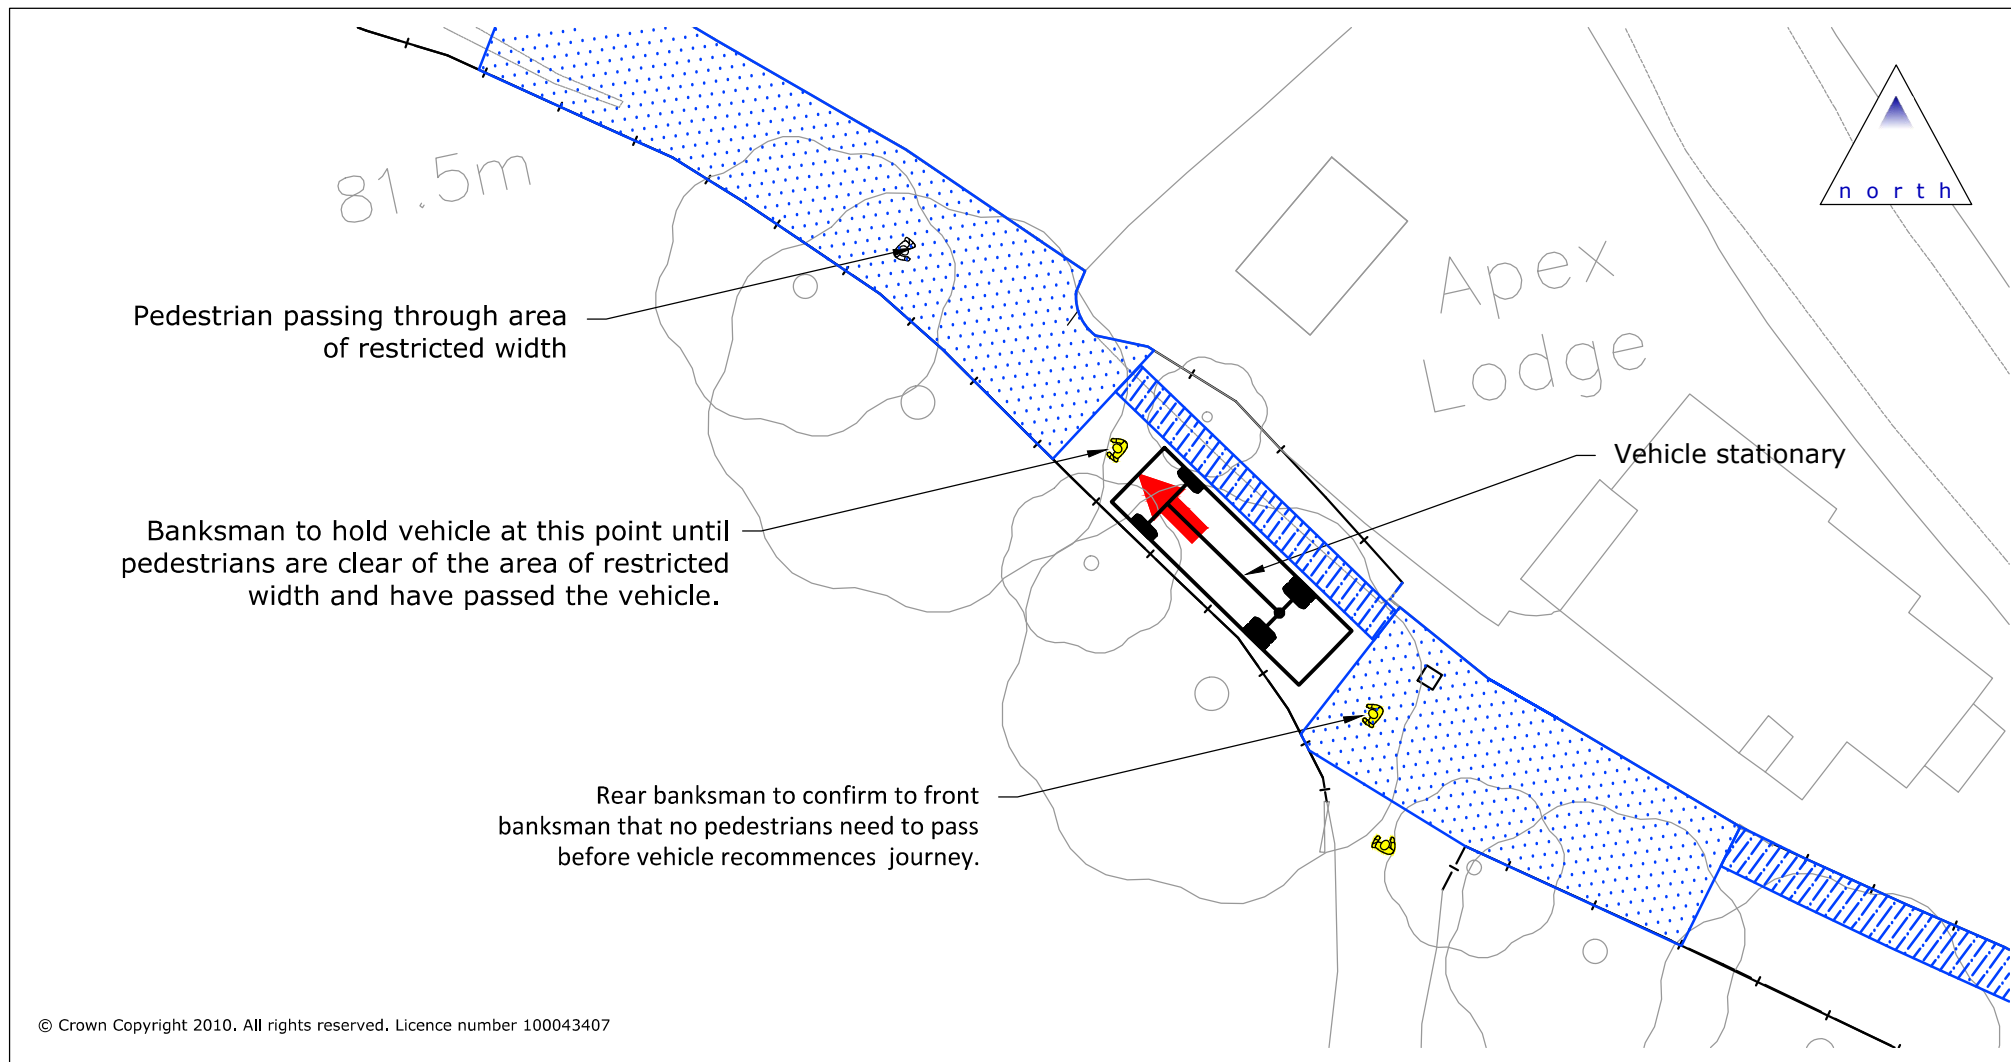 81.5m
north
Apex
Lodge
Pedestrian passing through area
of restricted width
Vehicle stationary
Banksman to hold vehicle at this point until
pedestrians are clear of the area of restricted
width and have passed the vehicle.
Rear banksman to confirm to front
banksman that no pedestrians need to pass
before vehicle recommences journey.
© Crown Copyright 2010. All rights reserved. Licence number 100043407